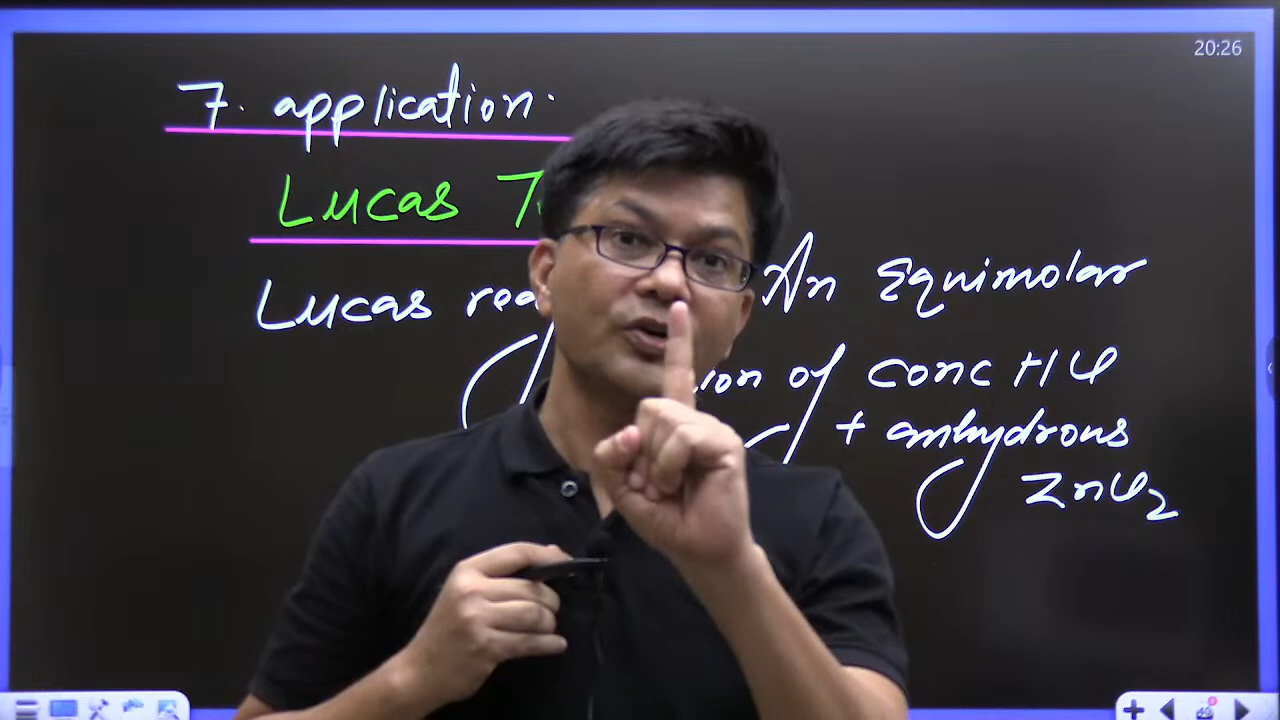 20:26
7. application.
Lucas T
Lucas rea An Equimolar
ion of conc HCl
+ anhydrous
ZnCl2